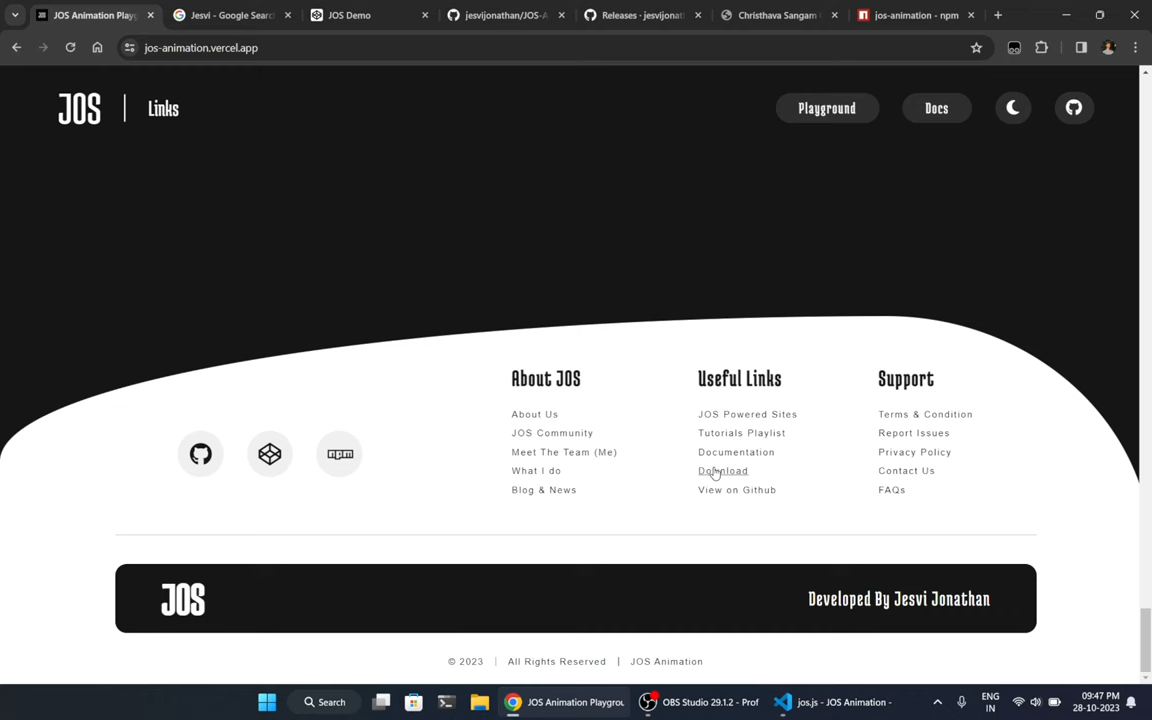 JOS Animation Playg
Jesvi - Google Searc
JOS Demo
jesvijonathan/JOS-A
Releases · jesvijonat
Christhava Sangam
jos-animation - npm
jos-animation.vercel.app
JOS
Links
Playground
Docs
About JOS
About Us
JOS Community
Meet The Team (Me)
What I do
Blog & News
Useful Links
JOS Powered Sites
Tutorials Playlist
Documentation
Download
View on Github
Support
Terms & Condition
Report Issues
Privacy Policy
Contact Us
FAQs
npm
JOS
Developed By Jesvi Jonathan
© 2023 | All Rights Reserved | JOS Animation
Search
JOS Animation Playgrou
OBS Studio 29.1.2 - Prof
jos.js - JOS Animation -
ENG
IN
09:47 PM
28-10-2023